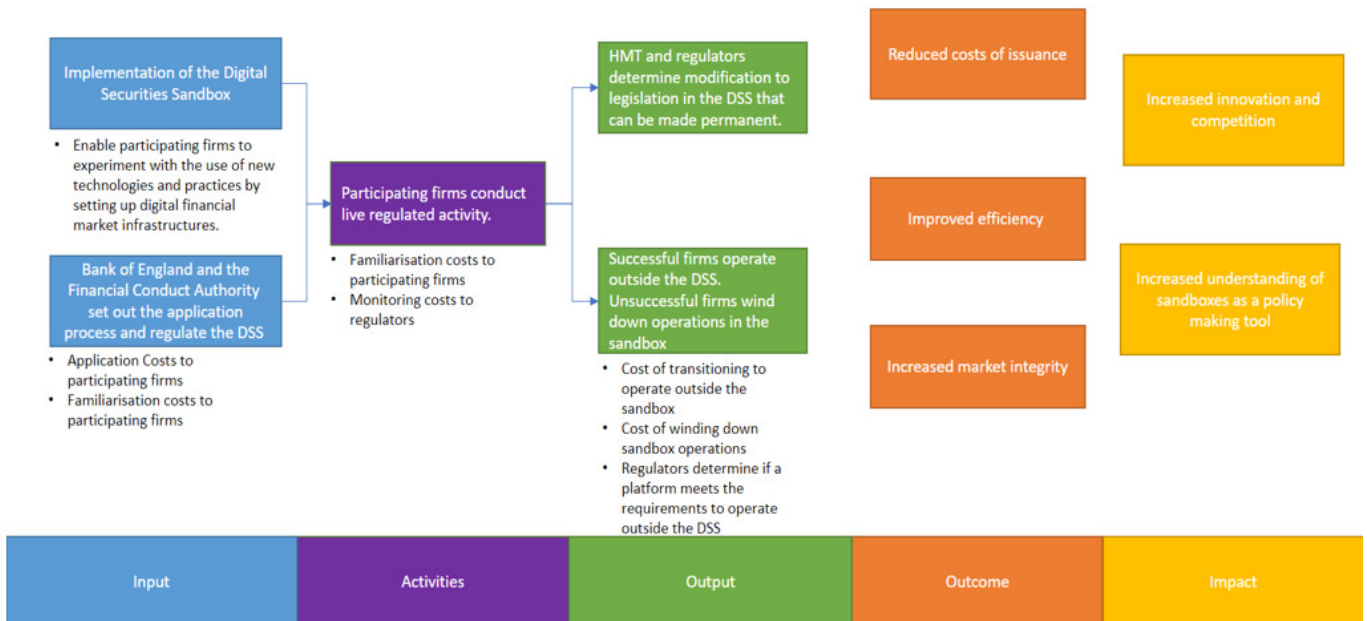 Implementation of the Digital
Securities Sandbox
• Enable participating firms to
experiment with the use of new
technologies and practices by
setting up digital financial
market infrastructures.
Bank of England and the
Financial Conduct Authority
set out the application
process and regulate the DSS
• Application Costs to
participating firms
• Familiarisation costs to
participating firms
Participating firms conduct
live regulated activity.
• Familiarisation costs to
participating firms
• Monitoring costs to
regulators
HMT and regulators
determine modification to
legislation in the DSS that
can be made permanent.
Successful firms operate
outside the DSS.
Unsuccessful firms wind
down operations in the
sandbox
• Cost of transitioning to
operate outside the
sandbox
• Cost of winding down
sandbox operations
• Regulators determine if a
platform meets the
requirements to operate
outside the DSS
Reduced costs of issuance
Improved efficiency
Increased market integrity
Increased innovation and
competition
Increased understanding of
sandboxes as a policy
making tool
Input
Activities
Output
Outcome
Impact